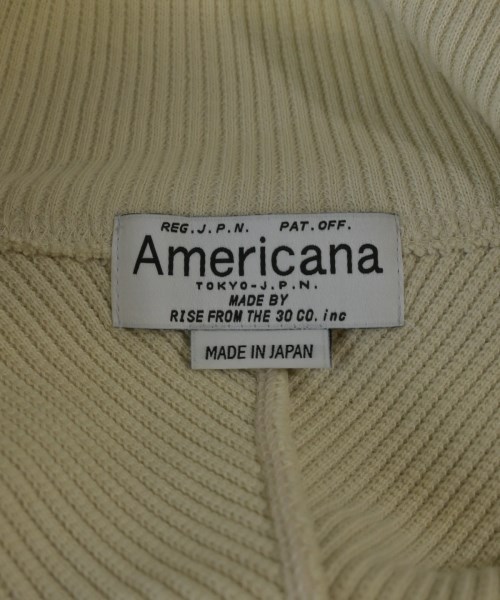 REG.J.P.N. PAT.OFF.
Americana
TOKYO-J.P.N.
MADE BY
RISE FROM THE 30 CO. inc
MADE IN JAPAN